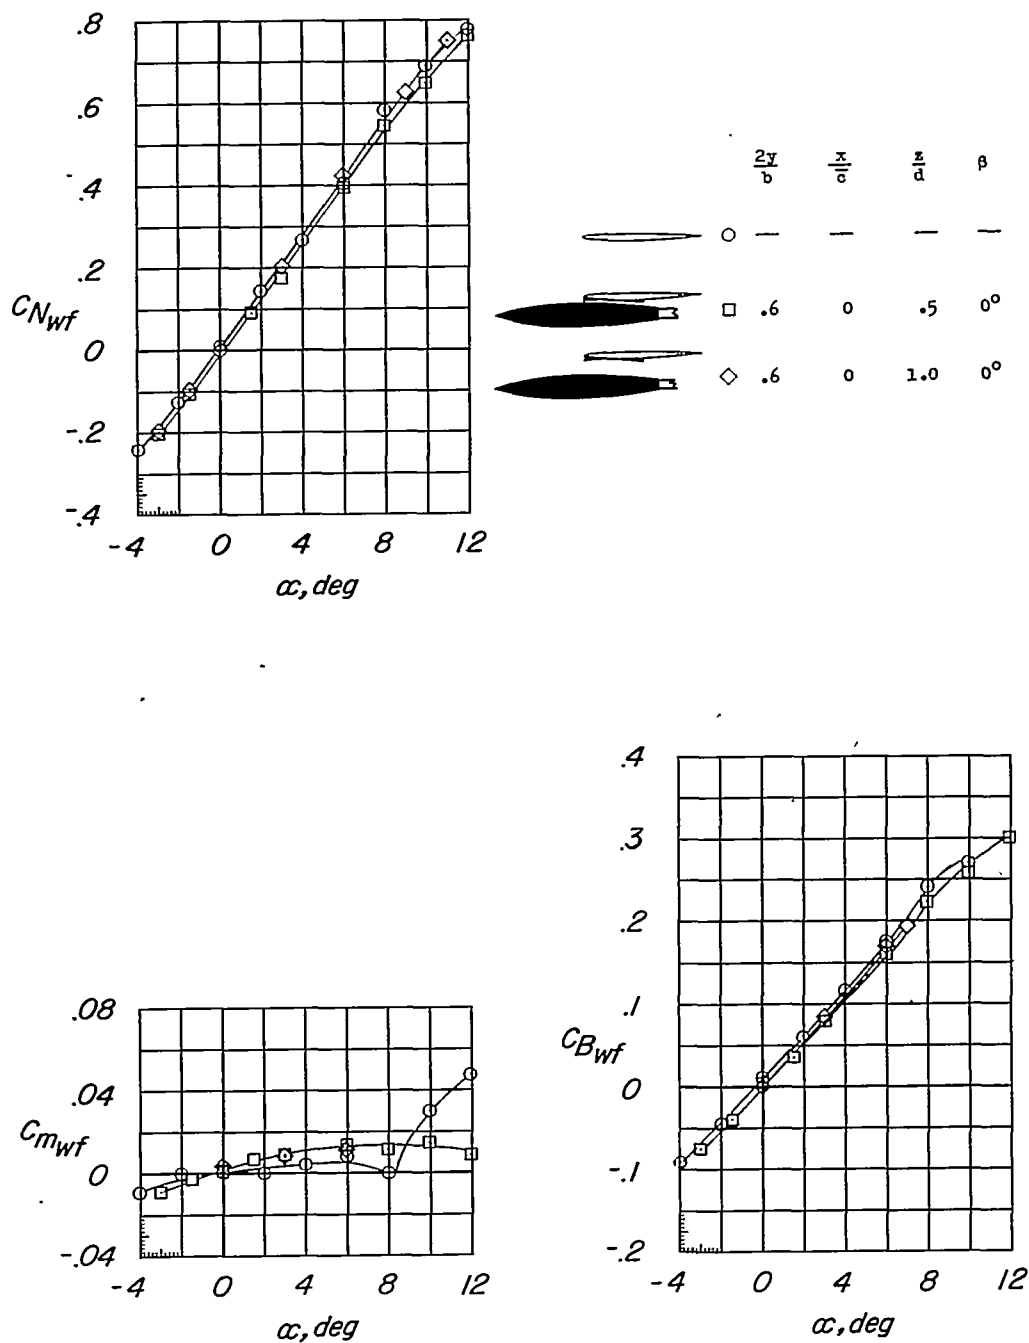 .8
.6
.4
.2
0
-.2
-.4
C_{N_{wf}}
-4 0 4 8 12
α, deg
2y/b x/c̄ z/d β
— — — —
.6 0 .5 0°
.6 0 1.0 0°
.08
.04
0
-.04
C_{m_{wf}}
-4 0 4 8 12
α, deg
.4
.3
.2
.1
0
-.1
-.2
C_{B_{wf}}
-4 0 4 8 12
α, deg